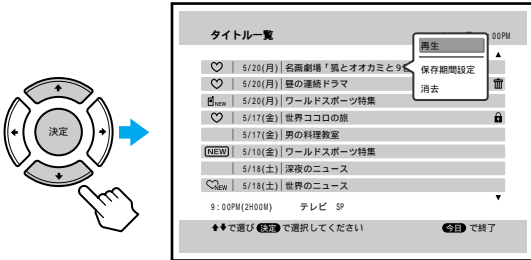 タイトル一覧
00PM
再生
保存期間設定
消去
5/20(月) 名画劇場「狐とオオカミと9
5/20(月) 昼の連続ドラマ
NEW 5/20(月) ワールドスポーツ特集
5/17(金) 世界ココロの旅
5/17(金) 男の料理教室
NEW 5/10(金) ワールドスポーツ特集
5/18(土) 深夜のニュース
NEW 5/18(土) 世界のニュース
9:00PM(2H00M) テレビ SP
で選び 決定 で選択してください 今日 で終了
決定